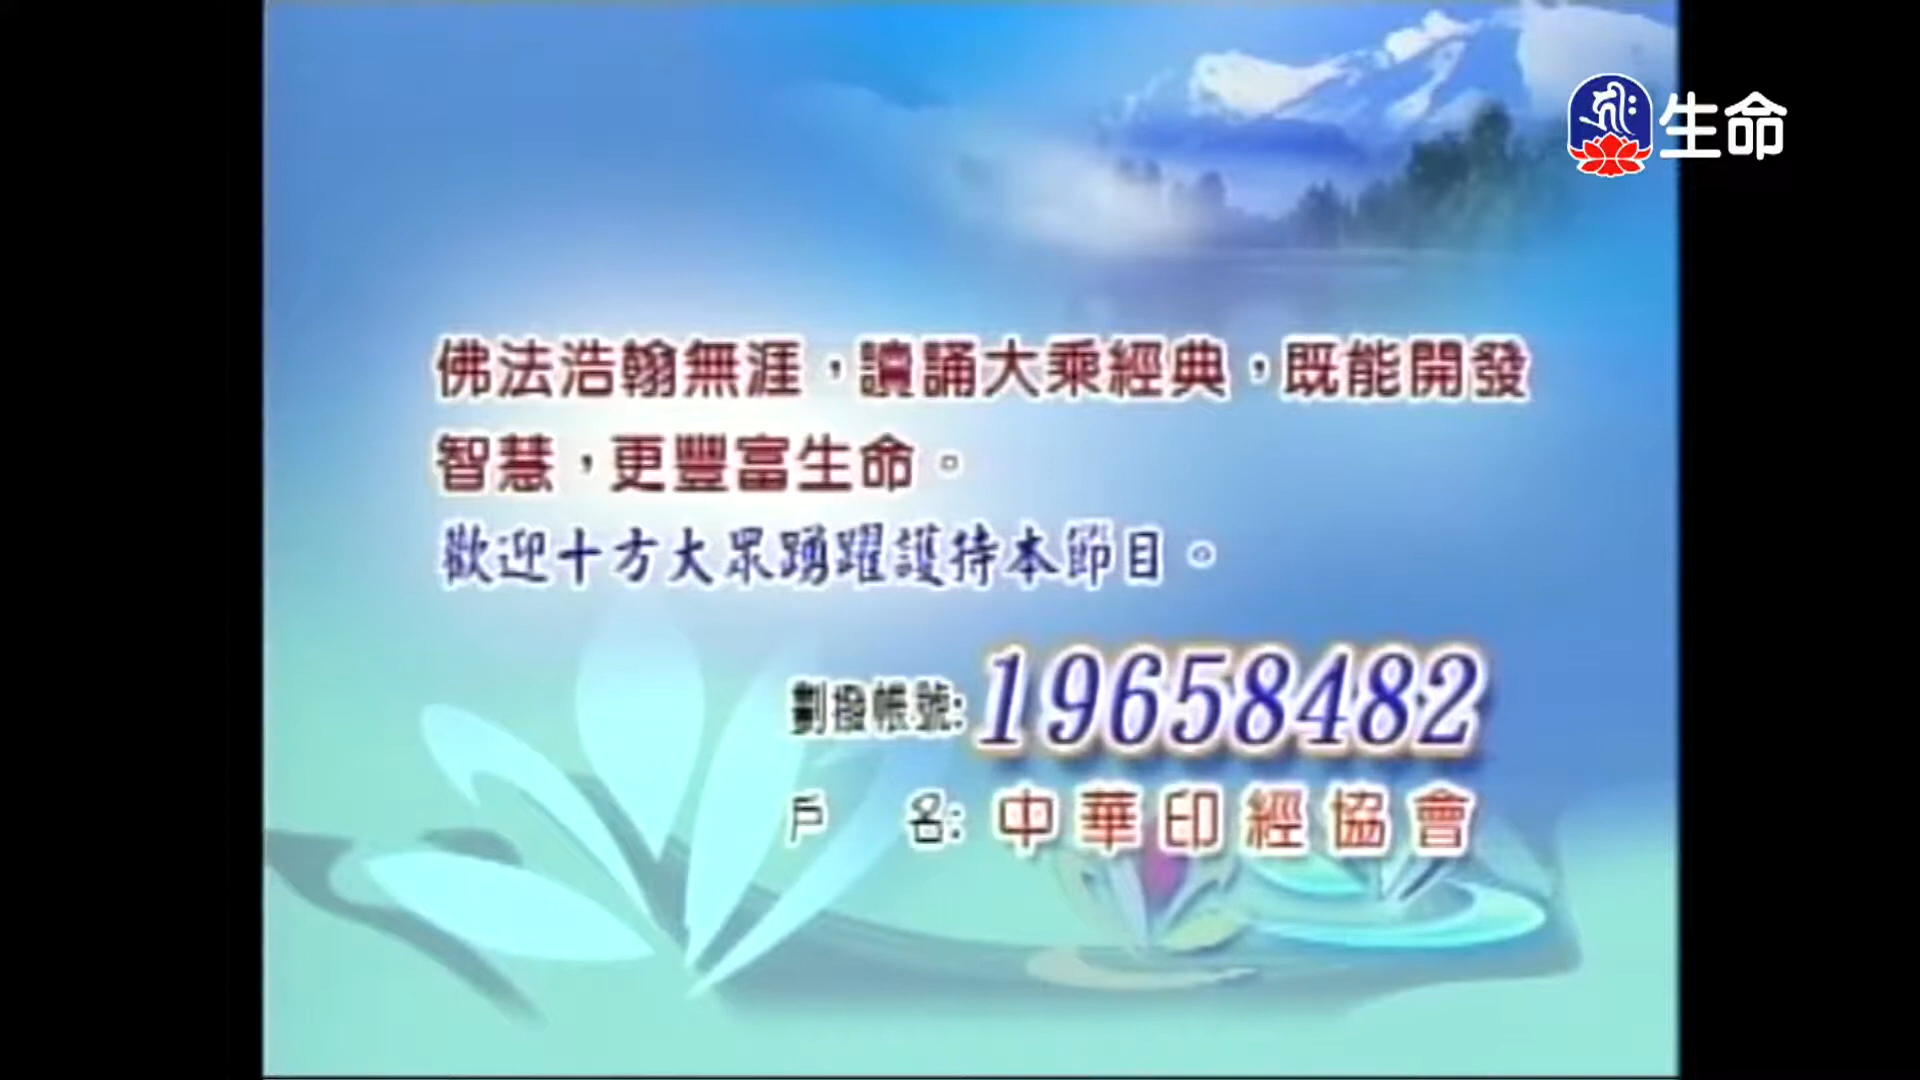 生命
佛法浩翰無涯，讀誦大乘經典，既能開發
智慧，更豐富生命。
歡迎十方大眾踴躍護持本節目。
劃撥帳號:19658482
戶 名:中華印經協會